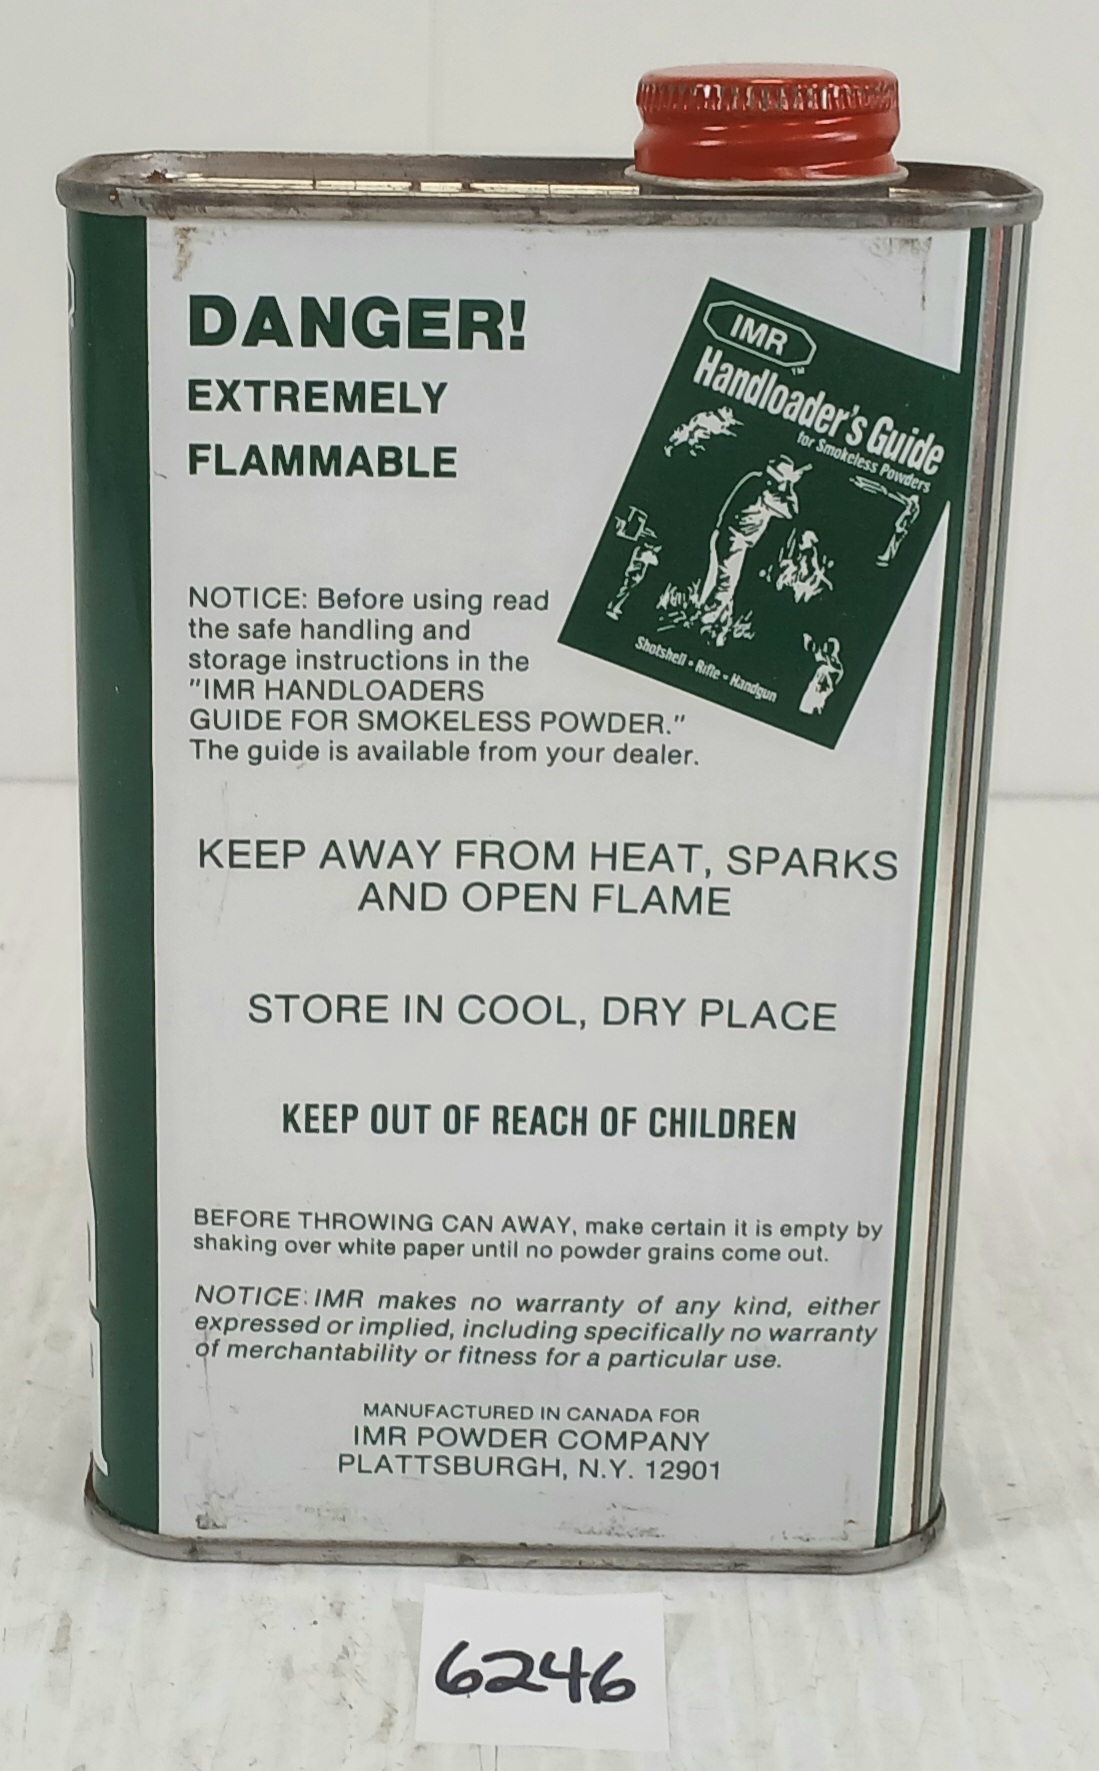 DANGER!
EXTREMELY
FLAMMABLE
IMR
TM
Handloader's Guide
for Smokeless Powders
Shotshell • Rifle • Handgun
NOTICE: Before using read
the safe handling and
storage instructions in the
"IMR HANDLOADERS
GUIDE FOR SMOKELESS POWDER."
The guide is available from your dealer.
KEEP AWAY FROM HEAT, SPARKS
AND OPEN FLAME
STORE IN COOL, DRY PLACE
KEEP OUT OF REACH OF CHILDREN
BEFORE THROWING CAN AWAY, make certain it is empty by
shaking over white paper until no powder grains come out.
NOTICE: IMR makes no warranty of any kind, either
expressed or implied, including specifically no warranty
of merchantability or fitness for a particular use.
MANUFACTURED IN CANADA FOR
IMR POWDER COMPANY
PLATTSBURGH, N.Y. 12901
6246